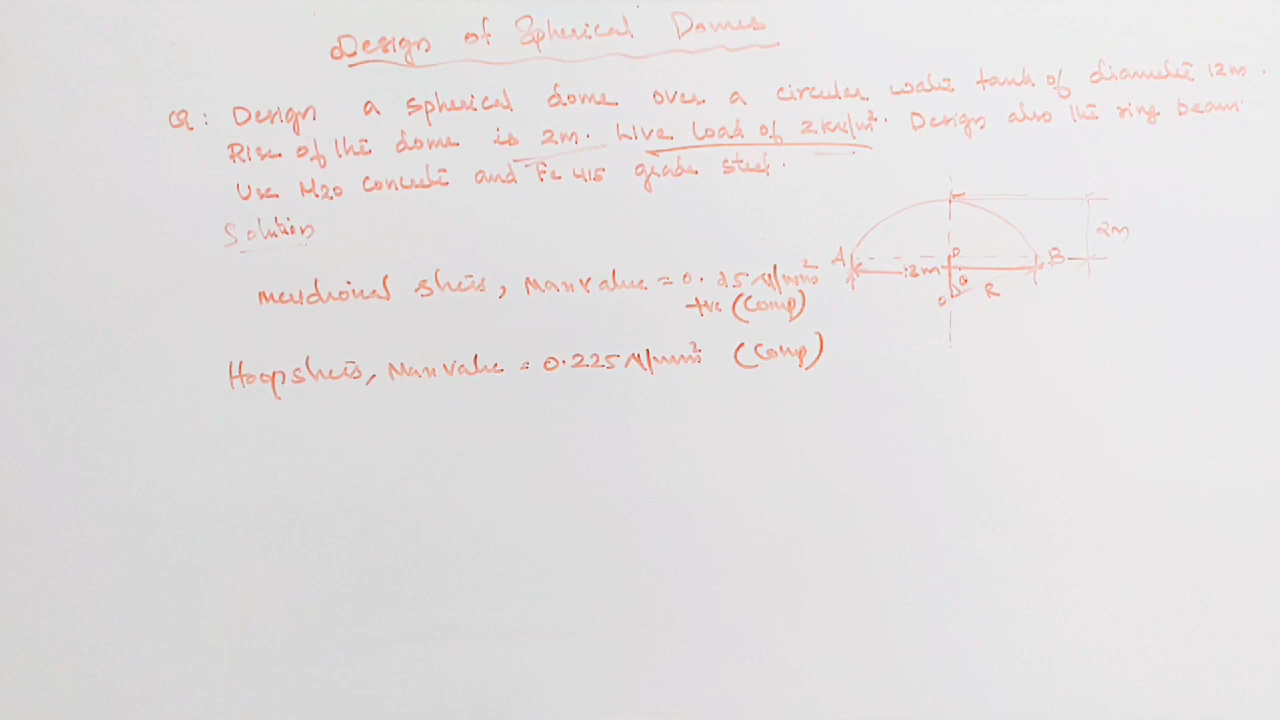 Design of Spherical Domes
Q: Design a spherical dome over a circular water tank of diameter 12m.
Rise of the dome is 2m. Live load of 2kN/m². Design also the ring beam.
Use M20 concrete and Fe 415 grade steel.
Solution
2m
A 12m D B
O θ R
meridional stress, Max value = 0.25 N/mm²
+ve (Comp)
Hoop stress, Max value = 0.225 N/mm² (Comp)